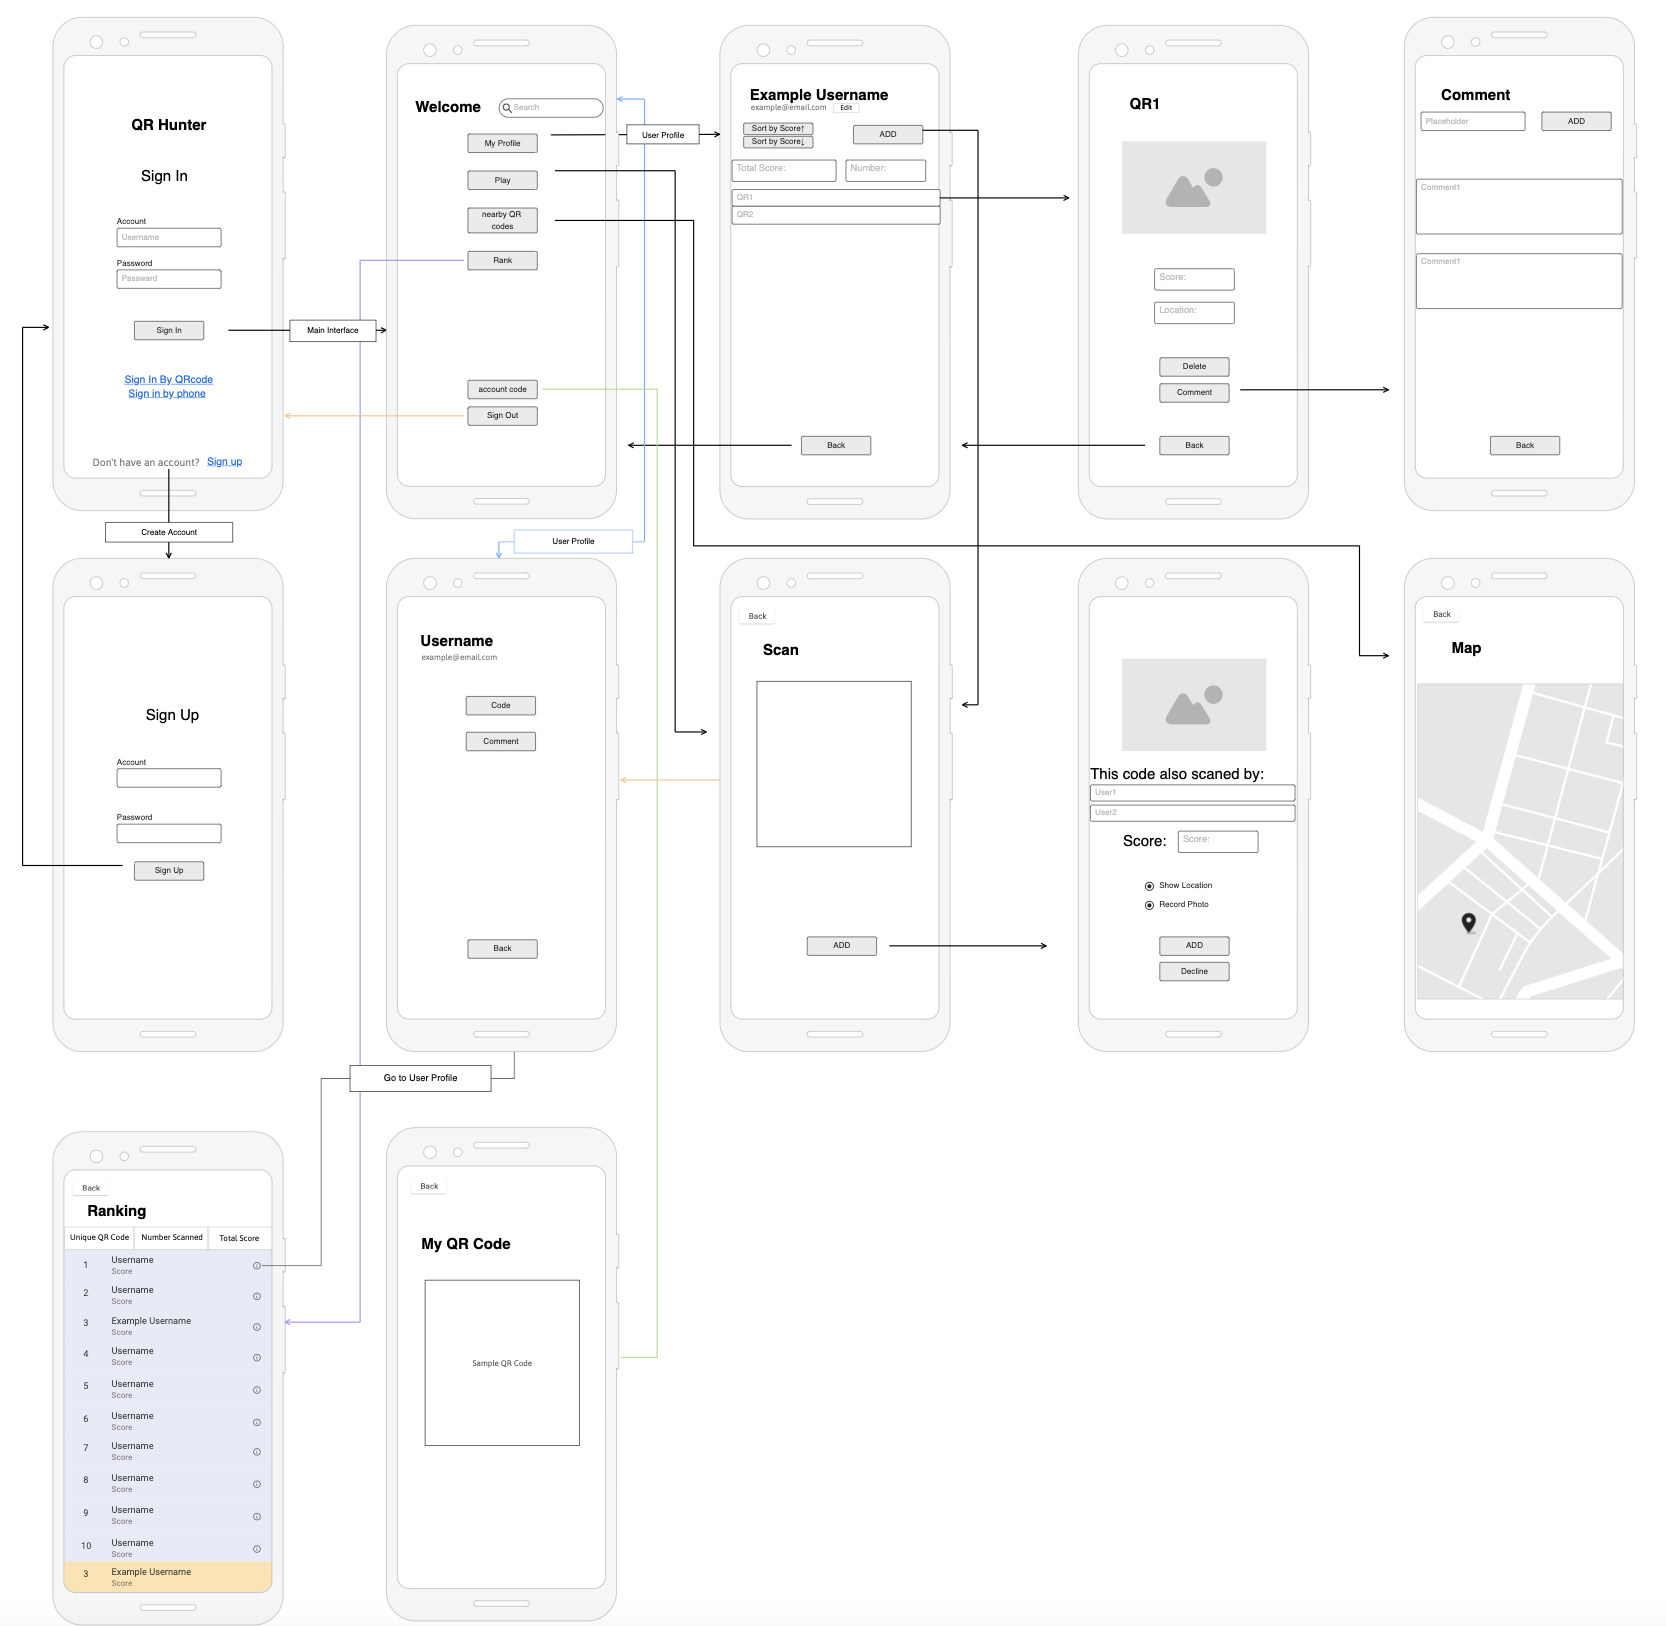 QR Hunter
Sign In
Account
Username
Password
Passward
Sign In
Sign In By QRcode
Sign in by phone
Don't have an account? Sign up
Main Interface
Welcome
Search
My Profile
Play
nearby QR
codes
Rank
account code
Sign Out
User Profile
Example Username
example@email.com
Edit
Sort by Score↑
Sort by Score↓
ADD
Total Score:
Number:
QR1
QR2
Back
QR1
Score:
Location:
Delete
Comment
Back
Comment
Placeholder
ADD
Comment1
Comment1
Back
Create Account
Sign Up
Account
Password
Sign Up
User Profile
Username
example@email.com
Code
Comment
Back
Back
Scan
ADD
This code also scaned by:
User1
User2
Score:
Score:
Show Location
Record Photo
ADD
Decline
Back
Map
Go to User Profile
Back
Ranking
Unique QR Code
Number Scanned
Total Score
1 Username
Score
2 Username
Score
3 Example Username
Score
4 Username
Score
5 Username
Score
6 Username
Score
7 Username
Score
8 Username
Score
9 Username
Score
10 Username
Score
3 Example Username
Score
Back
My QR Code
Sample QR Code